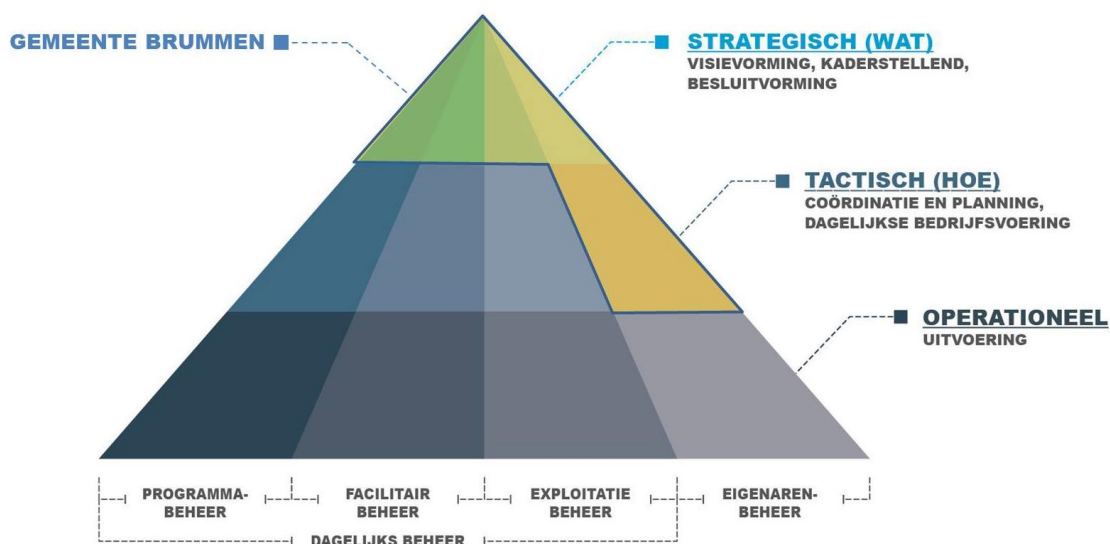 GEMEENTE BRUMMEN
STRATEGISCH (WAT)
VISIEVORMING, KADERSTELLEND,
BESLUITVORMING
TACTISCH (HOE)
COÖRDINATIE EN PLANNING,
DAGELIJKSE BEDRIJFSVOERING
OPERATIONEEL
UITVOERING
PROGRAMMA-
BEHEER
FACILITAIR
BEHEER
EXPLOITATIE
BEHEER
EIGENAREN-
BEHEER
DAGELIJKS BEHEER